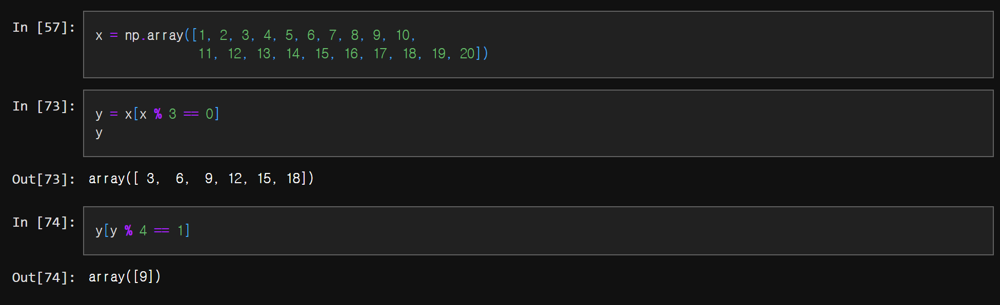 In [57]:
x = np.array([1, 2, 3, 4, 5, 6, 7, 8, 9, 10,
11, 12, 13, 14, 15, 16, 17, 18, 19, 20])
In [73]:
y = x[x % 3 == 0]
y
Out[73]: array([ 3,  6,  9, 12, 15, 18])
In [74]:
y[y % 4 == 1]
Out[74]: array([9])